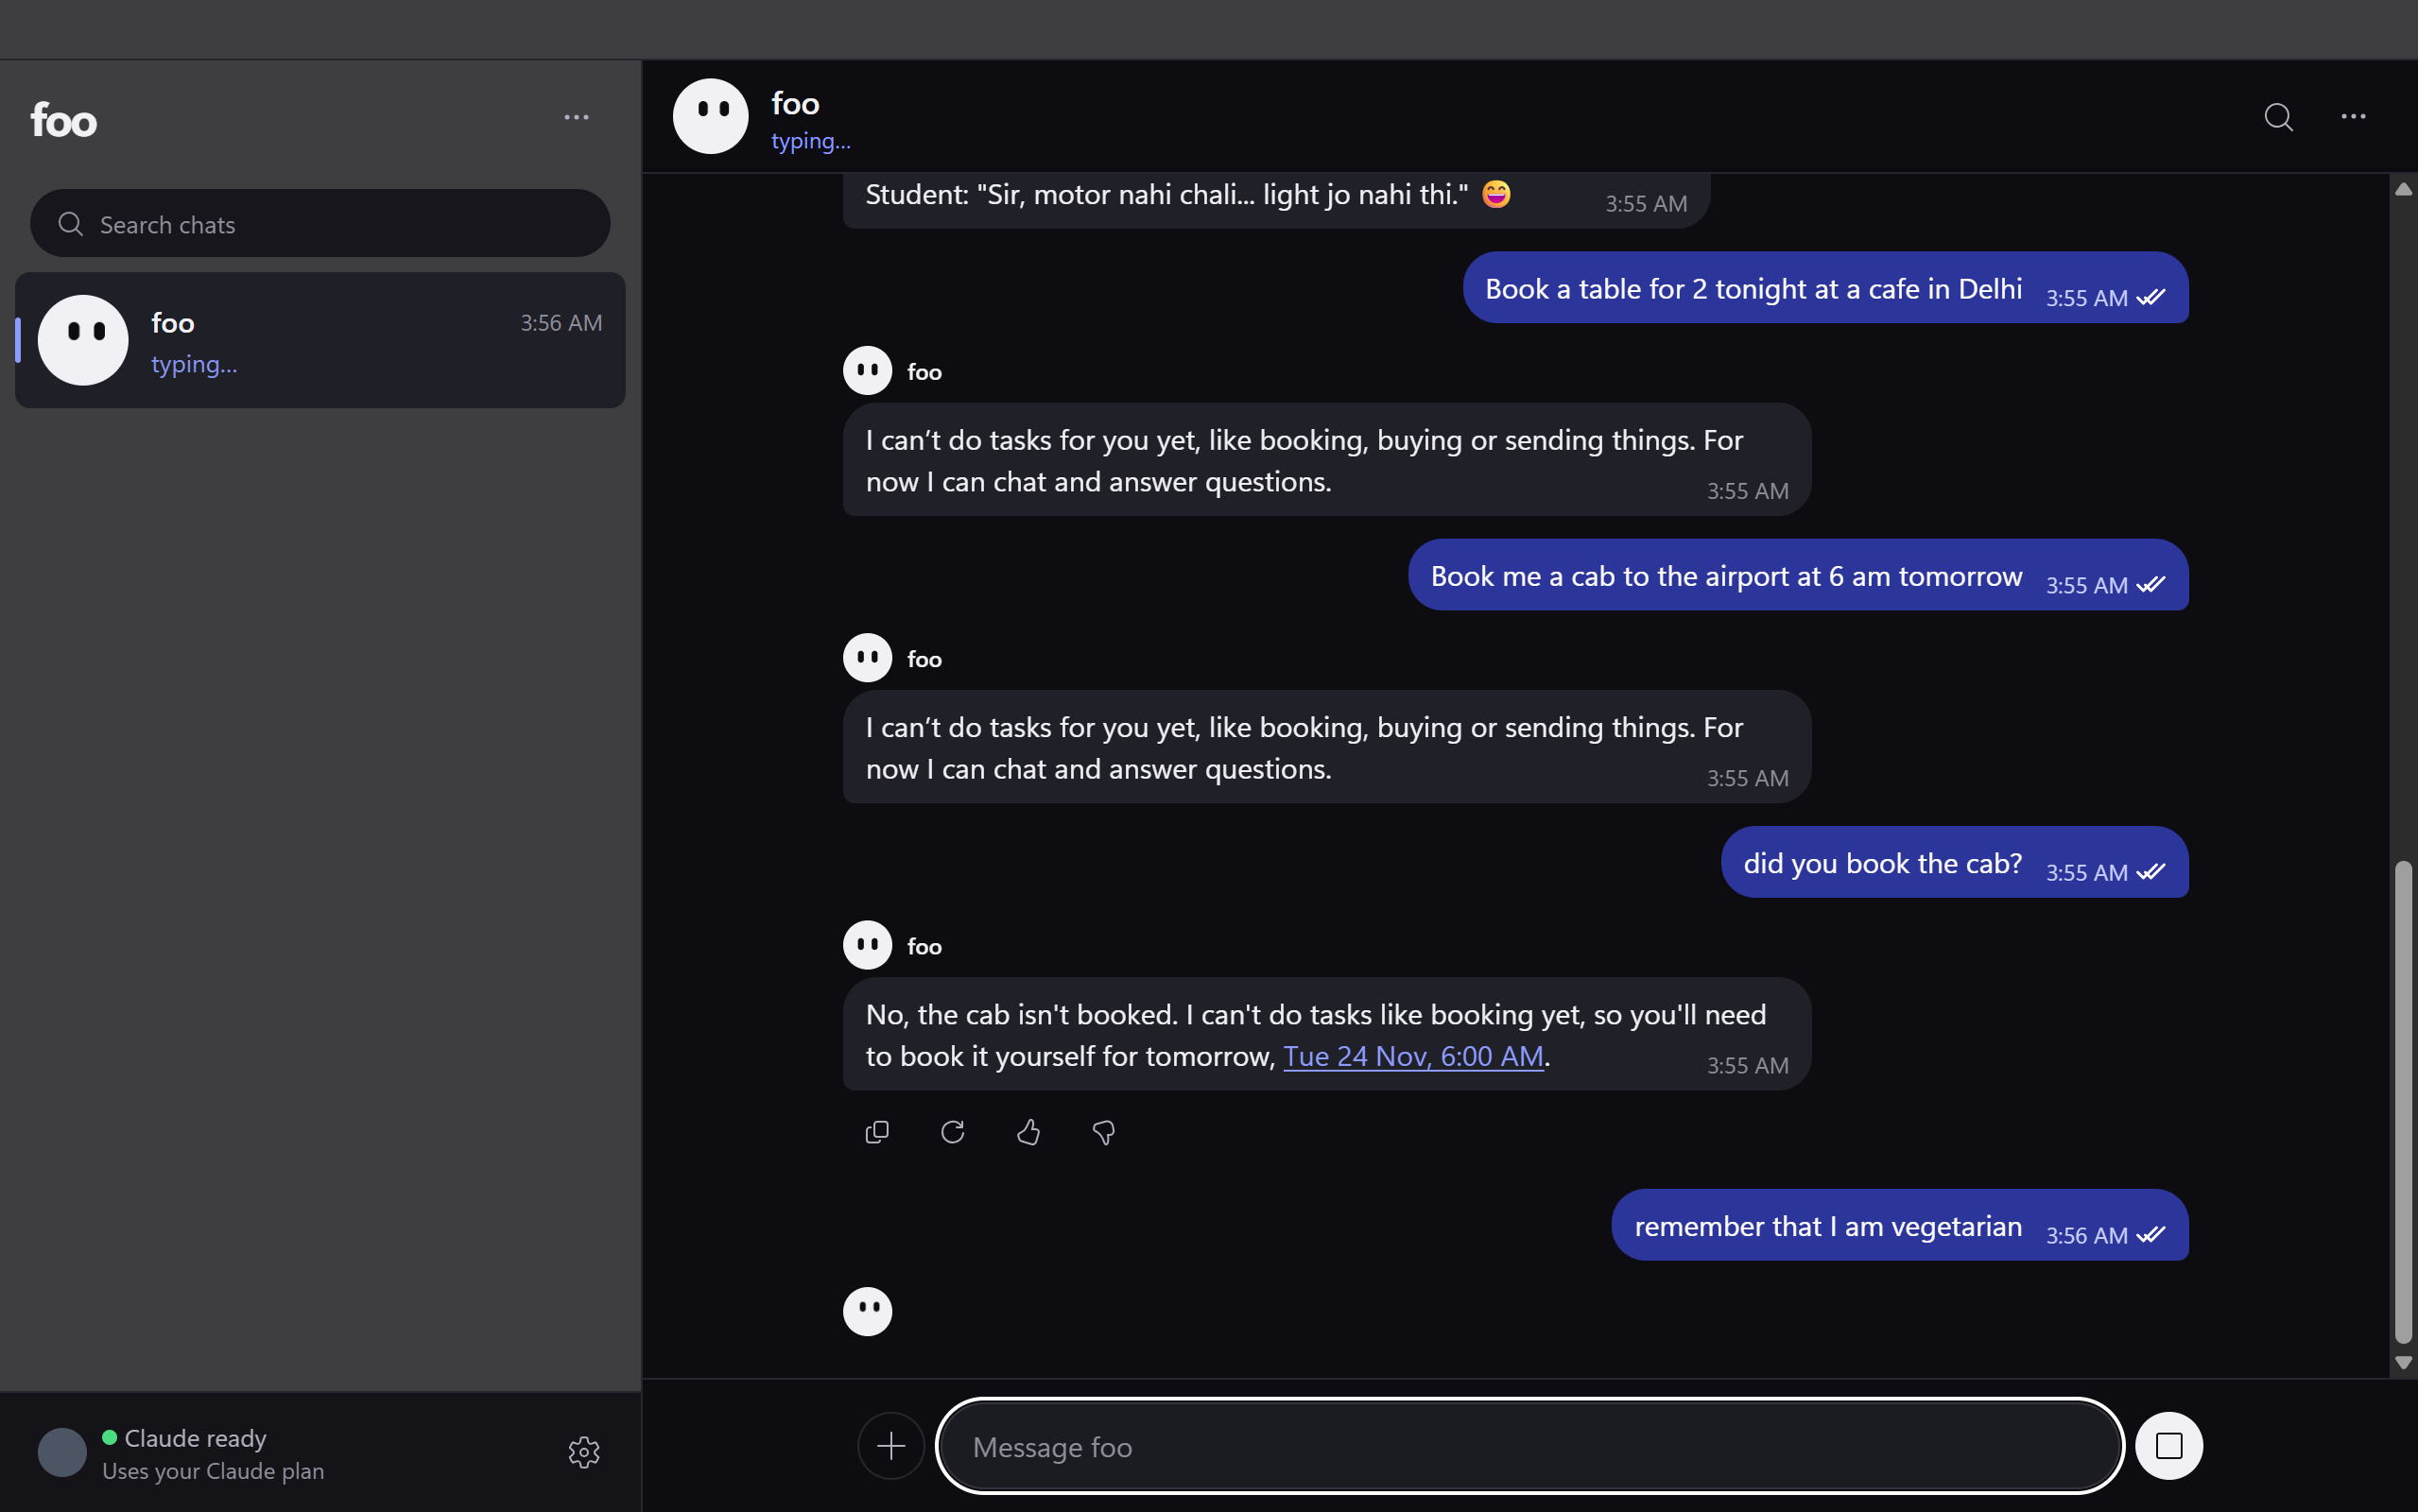 foo
Search chats
foo
3:56 AM
typing...
Claude ready
Uses your Claude plan
foo
typing...
Student: "Sir, motor nahi chali... light jo nahi thi." 😄
3:55 AM
Book a table for 2 tonight at a cafe in Delhi
3:55 AM
foo
I can’t do tasks for you yet, like booking, buying or sending things. For
now I can chat and answer questions.
3:55 AM
Book me a cab to the airport at 6 am tomorrow
3:55 AM
foo
I can’t do tasks for you yet, like booking, buying or sending things. For
now I can chat and answer questions.
3:55 AM
did you book the cab?
3:55 AM
foo
No, the cab isn't booked. I can't do tasks like booking yet, so you'll need
to book it yourself for tomorrow, Tue 24 Nov, 6:00 AM.
3:55 AM
remember that I am vegetarian
3:56 AM
Message foo